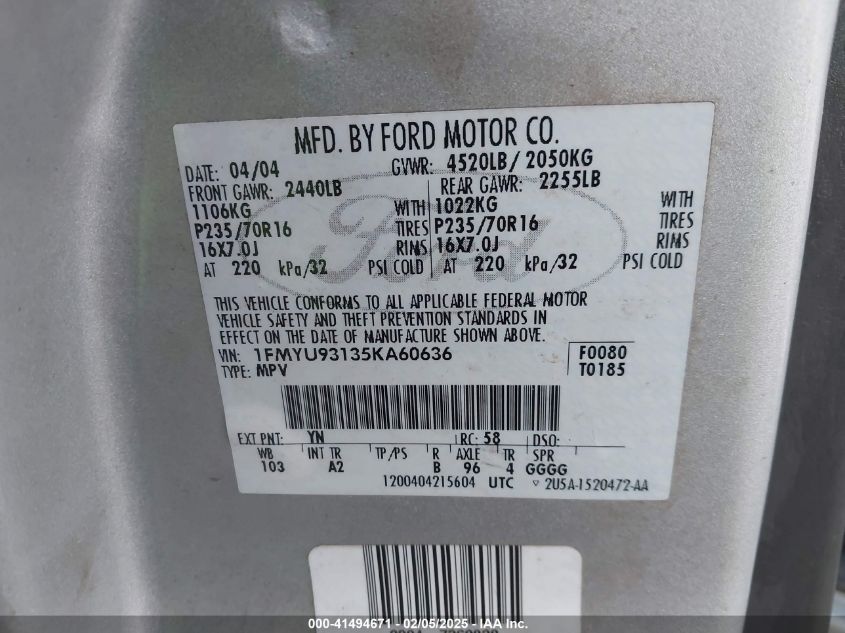 MFD. BY FORD MOTOR CO.
DATE: 04/04 GVWR: 4520LB/ 2050KG
FRONT GAWR: 2440LB REAR GAWR: 2255LB
1106KG WITH 1022KG WITH
P235/70R16 TIRES P235/70R16 TIRES
16X7.0J RIMS 16X7.0J RIMS
AT 220 kPa/32 PSI COLD AT 220 kPa/32 PSI COLD
Ford
THIS VEHICLE CONFORMS TO ALL APPLICABLE FEDERAL MOTOR
VEHICLE SAFETY AND THEFT PREVENTION STANDARDS IN
EFFECT ON THE DATE OF MANUFACTURE SHOWN ABOVE.
VIN: 1FMYU93135KA60636 F0080
TYPE: MPV T0185
EXT PNT: YN RC: 58 DSO:
WB INT TR TP/PS R AXLE TR SPR
103 A2 B 96 4 GGGG
1200404215604 UTC ▽ 2U5A-1520472-AA
000-41494671 - 02/05/2025 - IAAI COPART, INC.